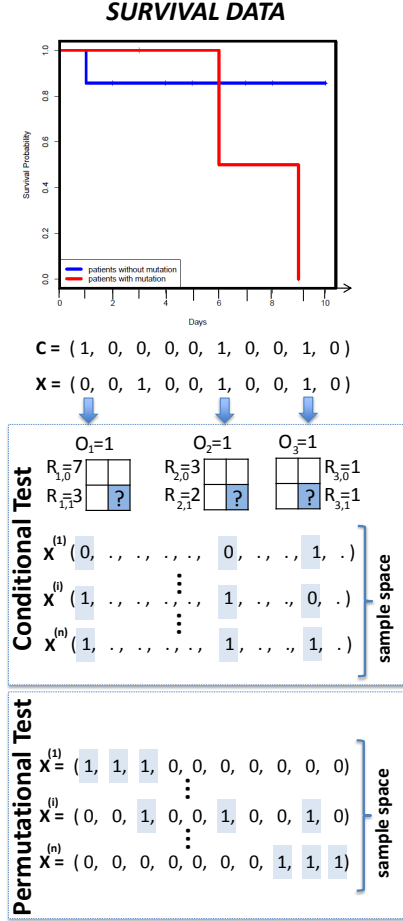 SURVIVAL DATA
Survival Probability
1.0
0.8
0.6
0.4
0.2
0.0
patients without mutation
patients with mutation
0 2 4 6 8 10
Days
C = ( 1, 0, 0, 0, 0, 1, 0, 0, 1, 0 )
X = ( 0, 0, 1, 0, 0, 1, 0, 0, 1, 0 )
Conditional Test
O1=1 O2=1 O3=1
R1,0=7 R2,0=3 R3,0=1
R1,1=3 ? R2,1=2 ? ? R3,1=1
X(1) ( 0, . , . , . , . , 0, . , . , 1, . )
X(i) ( 1, . , . , . , . , 1, . , . , 0, . )
X(n) ( 1, . , . , . , . , 1, . , . , 1, . )
sample space
Permutational Test
X(1) = ( 1, 1, 1, 0, 0, 0, 0, 0, 0, 0)
X(i) = ( 0, 0, 1, 0, 0, 1, 0, 0, 1, 0)
X(n) = ( 0, 0, 0, 0, 0, 0, 0, 1, 1, 1)
sample space